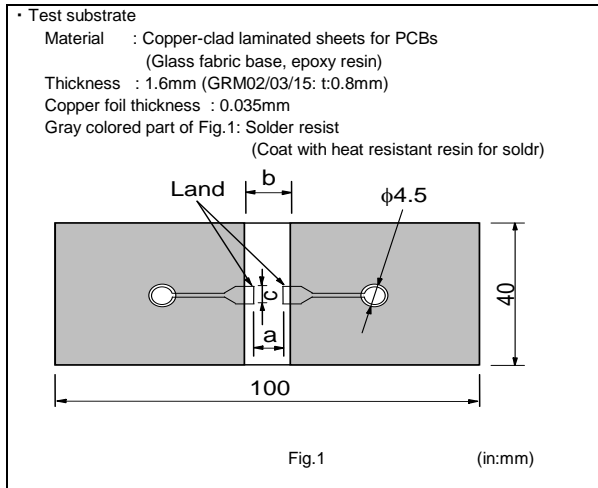 ・Test substrate
Material : Copper-clad laminated sheets for PCBs
(Glass fabric base, epoxy resin)
Thickness : 1.6mm (GRM02/03/15: t:0.8mm)
Copper foil thickness : 0.035mm
Gray colored part of Fig.1: Solder resist
(Coat with heat resistant resin for soldr)
Land
b
ϕ4.5
c
a
40
100
Fig.1 (in:mm)